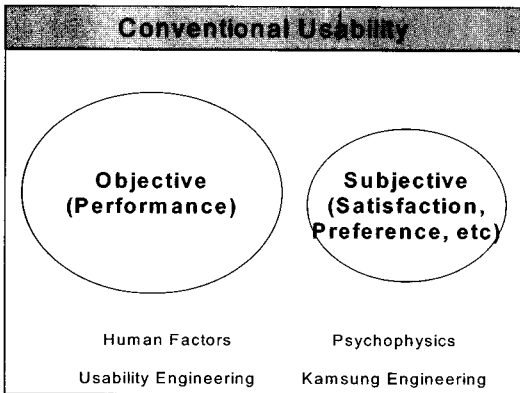 Conventional Usability
Objective
(Performance)
Subjective
(Satisfaction,
Preference, etc)
Human Factors
Psychophysics
Usability Engineering
Kamsung Engineering